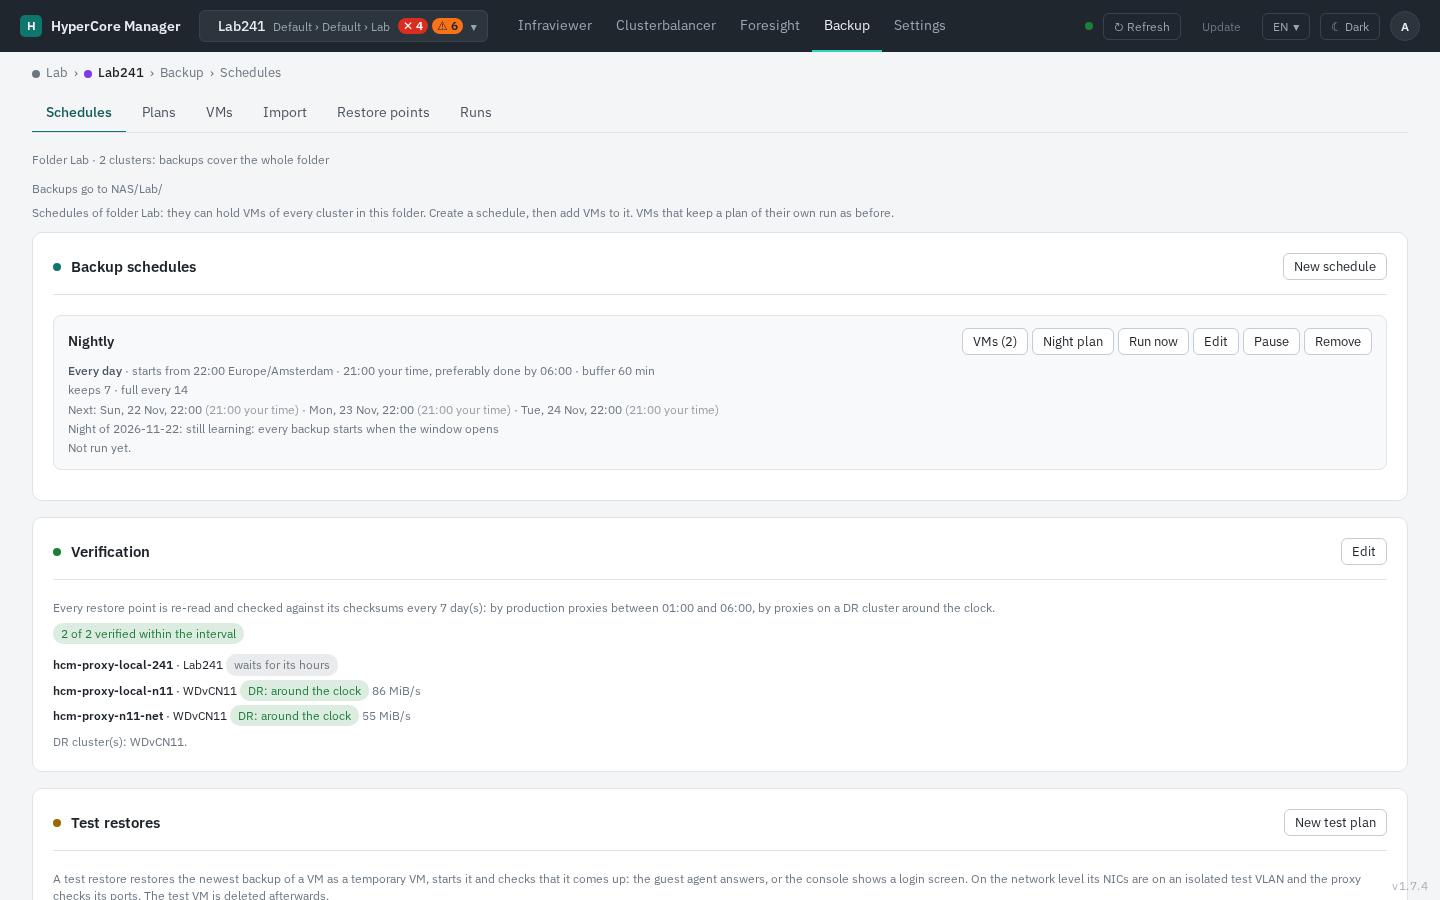 H HyperCore Manager Lab241 Default › Default › Lab ✕ 4 ⚠ 6 ▾ Infraviewer Clusterbalancer Foresight Backup Settings ↻ Refresh Update EN ▾ ☾ Dark A
Lab › Lab241 › Backup › Schedules
Schedules Plans VMs Import Restore points Runs
Folder Lab · 2 clusters: backups cover the whole folder
Backups go to NAS/Lab/
Schedules of folder Lab: they can hold VMs of every cluster in this folder. Create a schedule, then add VMs to it. VMs that keep a plan of their own run as before.
Backup schedules New schedule
Nightly VMs (2) Night plan Run now Edit Pause Remove
Every day · starts from 22:00 Europe/Amsterdam · 21:00 your time, preferably done by 06:00 · buffer 60 min
keeps 7 · full every 14
Next: Sun, 22 Nov, 22:00 (21:00 your time) · Mon, 23 Nov, 22:00 (21:00 your time) · Tue, 24 Nov, 22:00 (21:00 your time)
Night of 2026-11-22: still learning: every backup starts when the window opens
Not run yet.
Verification Edit
Every restore point is re-read and checked against its checksums every 7 day(s): by production proxies between 01:00 and 06:00, by proxies on a DR cluster around the clock.
2 of 2 verified within the interval
hcm-proxy-local-241 · Lab241 waits for its hours
hcm-proxy-local-n11 · WDvCN11 DR: around the clock 86 MiB/s
hcm-proxy-n11-net · WDvCN11 DR: around the clock 55 MiB/s
DR cluster(s): WDvCN11.
Test restores New test plan
A test restore restores the newest backup of a VM as a temporary VM, starts it and checks that it comes up: the guest agent answers, or the console shows a login screen. On the network level its NICs are on an isolated test VLAN and the proxy
checks its ports. The test VM is deleted afterwards.
v1.7.4